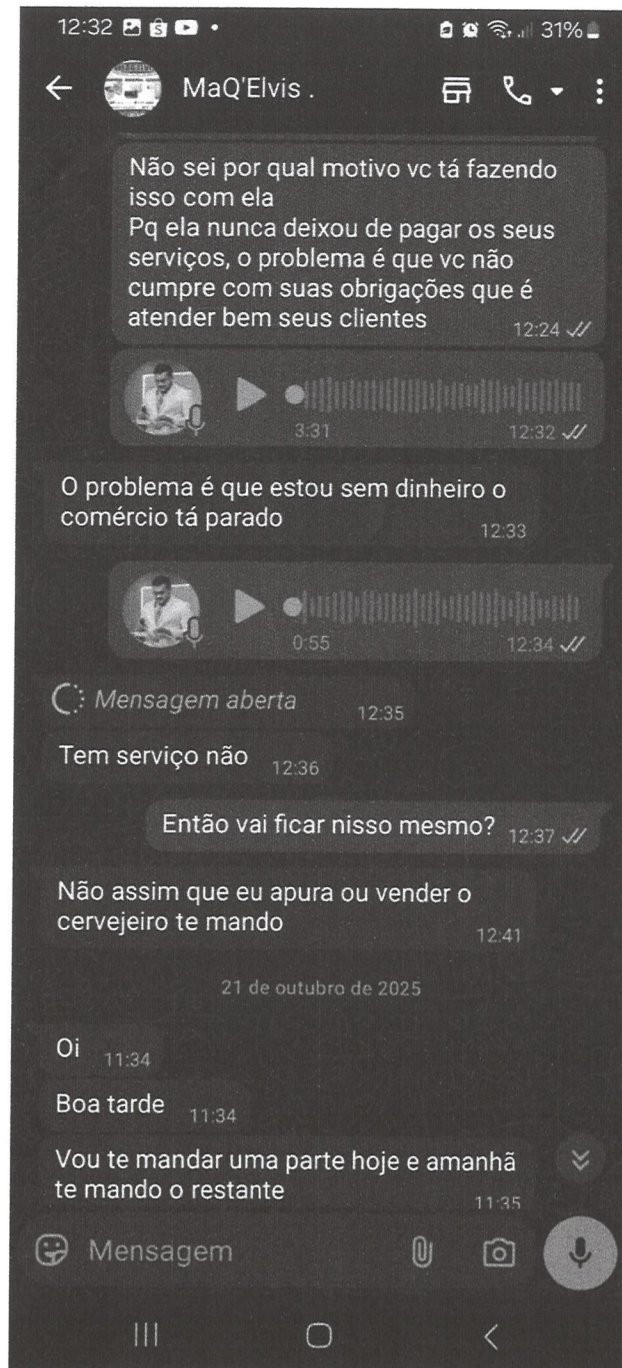 12:32 31%
MaQ'Elvis .
Não sei por qual motivo vc tá fazendo
isso com ela
Pq ela nunca deixou de pagar os seus
serviços, o problema é que vc não
cumpre com suas obrigações que é
atender bem seus clientes 12:24
3:31 12:32
O problema é que estou sem dinheiro o
comércio tá parado 12:33
0:55 12:34
Mensagem aberta 12:35
Tem serviço não 12:36
Então vai ficar nisso mesmo? 12:37
Não assim que eu apura ou vender o
cervejeiro te mando 12:41
21 de outubro de 2025
Oi 11:34
Boa tarde 11:34
Vou te mandar uma parte hoje e amanhã
te mando o restante 11:35
Mensagem